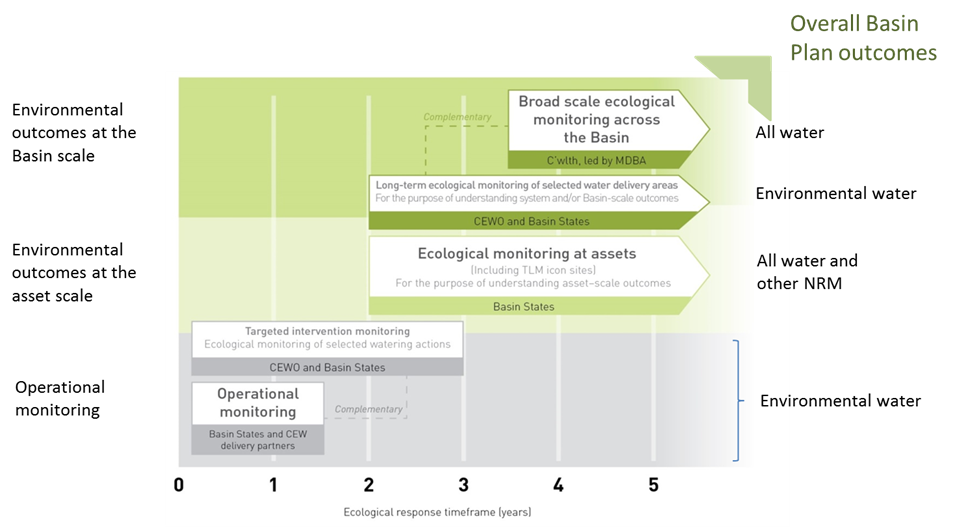 Overall Basin
Plan outcomes
Environmental
outcomes at the
Basin scale
Complementary
Broad scale ecological
monitoring across
the Basin
C'wlth, led by MDBA
All water
Long-term ecological monitoring of selected water delivery areas
For the purpose of understanding system and/or Basin-scale outcomes
CEWO and Basin States
Environmental water
Environmental
outcomes at the
asset scale
Ecological monitoring at assets
(Including TLM icon sites)
For the purpose of understanding asset-scale outcomes
Basin States
All water and
other NRM
Targeted intervention monitoring
Ecological monitoring of selected watering actions
CEWO and Basin States
Operational
monitoring
Operational
monitoring
Complementary
Basin States and CEW
delivery partners
Environmental water
0 1 2 3 4 5
Ecological response timeframe (years)